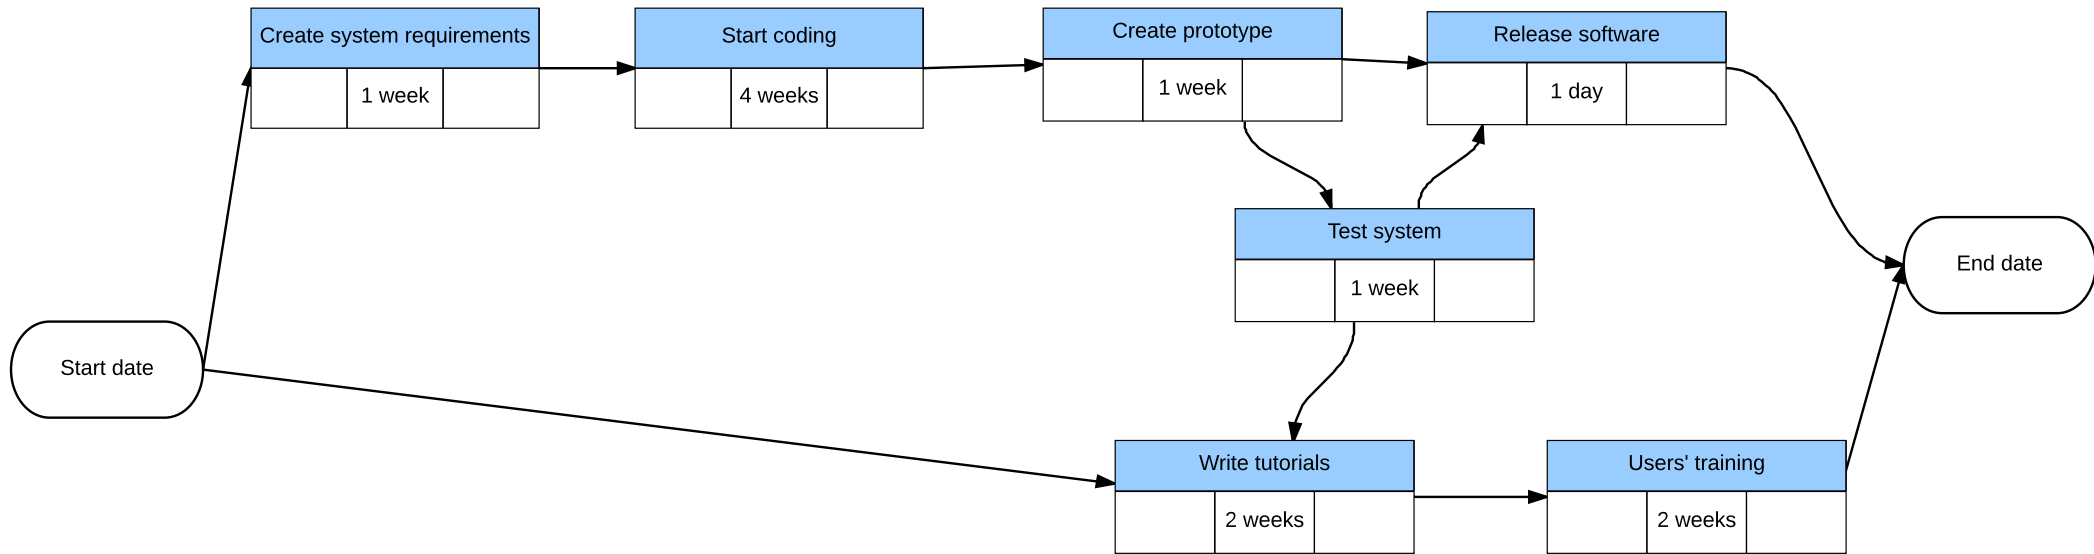 Create system requirements
1 week
Start coding
4 weeks
Create prototype
1 week
Release software
1 day
Test system
1 week
Start date
End date
Write tutorials
2 weeks
Users' training
2 weeks